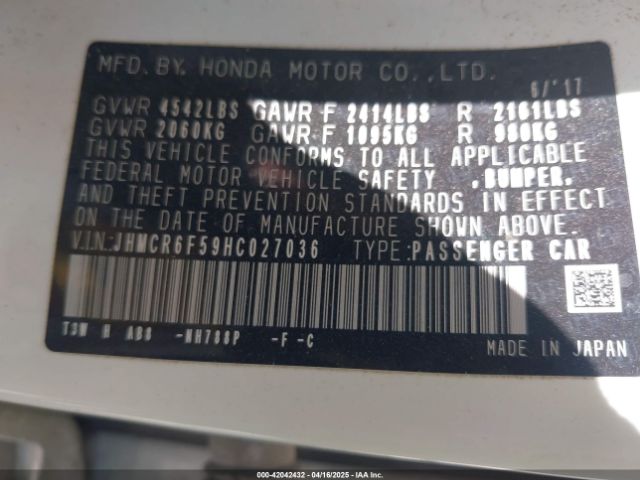 MFD. BY. HONDA MOTOR CO.,LTD.
6/'17
GVWR 4542LBS GAWR F 2414LBS R 2161LBS
GVWR 2060KG GAWR F 1095KG R 980KG
THIS VEHICLE CONFORMS TO ALL APPLICABLE
FEDERAL MOTOR VEHICLE SAFETY ,BUMPER,
AND THEFT PREVENTION STANDARDS IN EFFECT
ON THE DATE OF MANUFACTURE SHOWN ABOVE.
V.I.N:JHMCR6F59HC027036 TYPE:PASSENGER CAR
T3W H AB8 -NH788P -F -C
MADE IN JAPAN
000-42042432 - 04/16/2025 - IAA Inc.